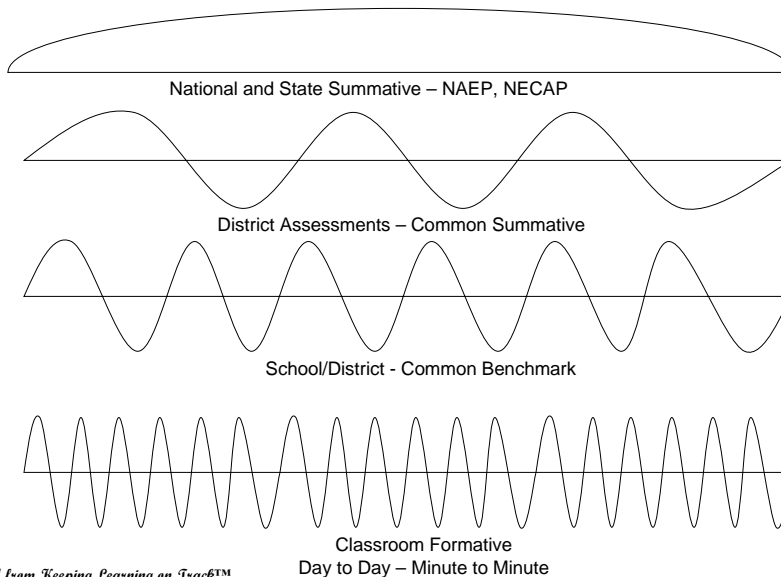 National and State Summative – NAEP, NECAP
District Assessments – Common Summative
School/District - Common Benchmark
Classroom Formative
Day to Day – Minute to Minute
from Keeping Learning on Track™